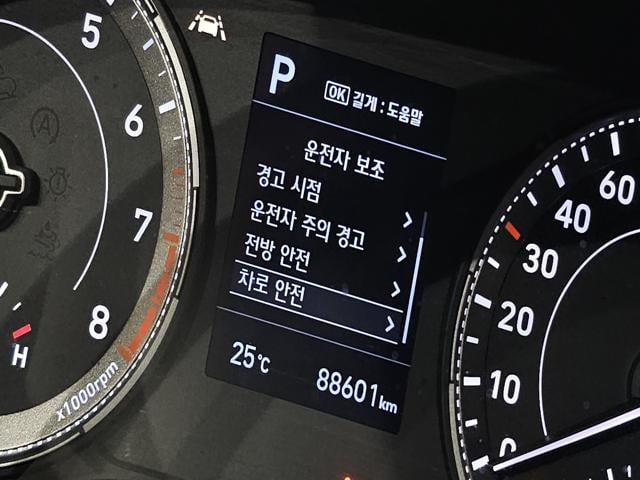 P
OK 길게 : 도움말
운전자 보조
경고 시점
운전자 주의 경고
전방 안전
차로 안전
25℃
88601km
5
6
7
8
H
x1000rpm
60
40
30
20
10
0